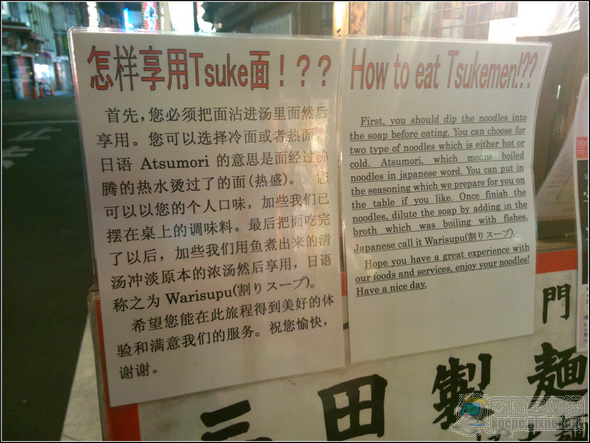 怎样享用Tsuke面！??
首先,您必须把面沾进汤里面然后
享用。您可以选择冷面或者热面。
日语 Atsumori 的意思是面经过沸
腾的热水烫过了的面(热盛)。 您
可以以您的个人口味，加些我们已
摆在桌上的调味料。最后把面吃完
了以后，加些我们用鱼煮出来的清
汤冲淡原本的浓汤然后享用，日语
称之为 Warisupu(割りスープ)。
希望您能在此旅程得到美好的体
验和满意我们的服务。祝您愉快，
谢谢。
How to eat Tsukemen!??
First, you should dip the noodles into
the soap before eating. You can choose for
two type of noodles which is either hot or
cold. Atsumori, which means boiled
noodles in japanese word. You can put in
the seasoning which we prepare for you on
the table if you like. Once finish the
noodles, dilute the soap by adding in the
broth which was boiling with fishes.
Japanese call it Warisupu(割りスープ).
Hope you have a great experience with
our foods and services, enjoy your noodles!
Have a nice day.
門
三田製麺